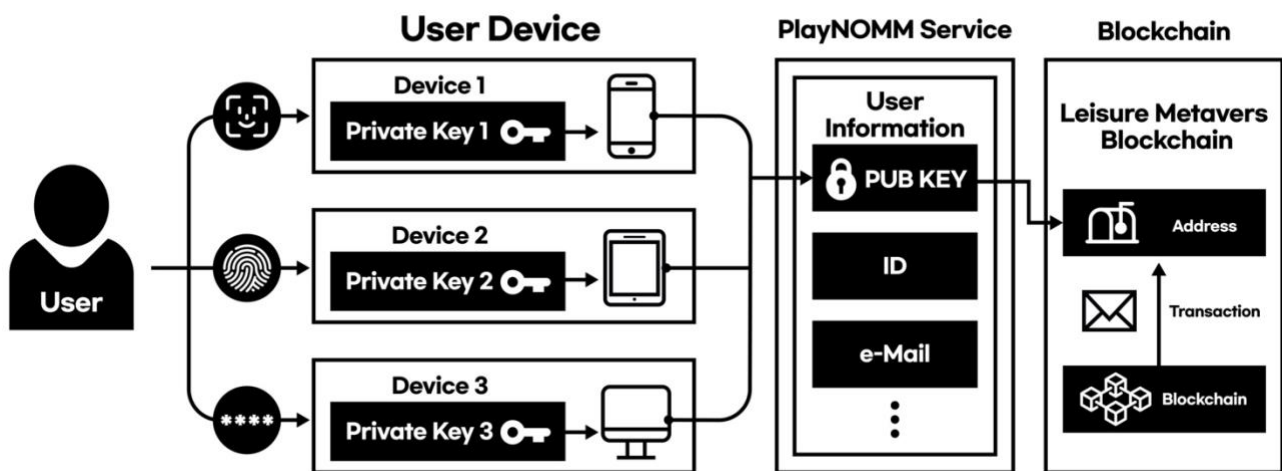 User Device
PlayNOMM Service
Blockchain
User
Device 1
Private Key 1
Device 2
Private Key 2
****
Device 3
Private Key 3
User
Information
PUB KEY
ID
e-Mail
Leisure Metavers
Blockchain
Address
Transaction
Blockchain